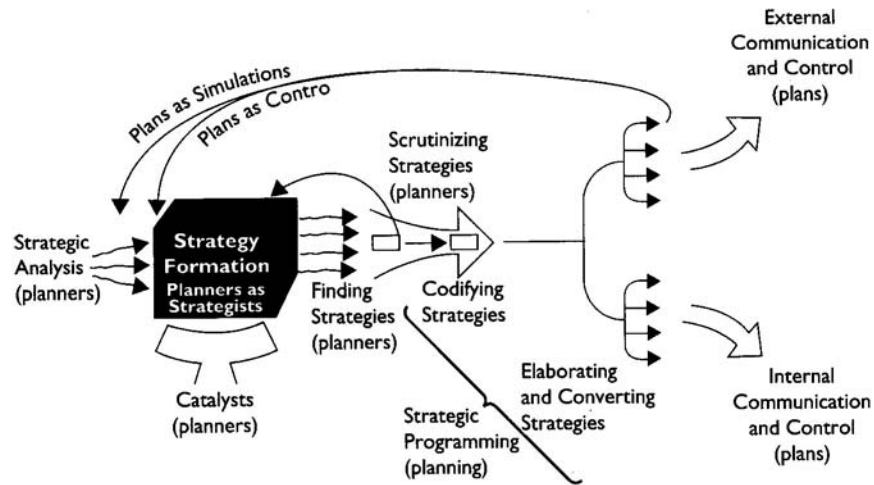 External
Communication
and Control
(plans)
Plans as Simulations
Plans as Contro
Scrutinizing
Strategies
(planners)
Strategic
Analysis
(planners)
Strategy
Formation
Planners as
Strategists
Finding
Strategies
(planners)
Codifying
Strategies
Catalysts
(planners)
Strategic
Programming
(planning)
Elaborating
and Converting
Strategies
Internal
Communication
and Control
(plans)